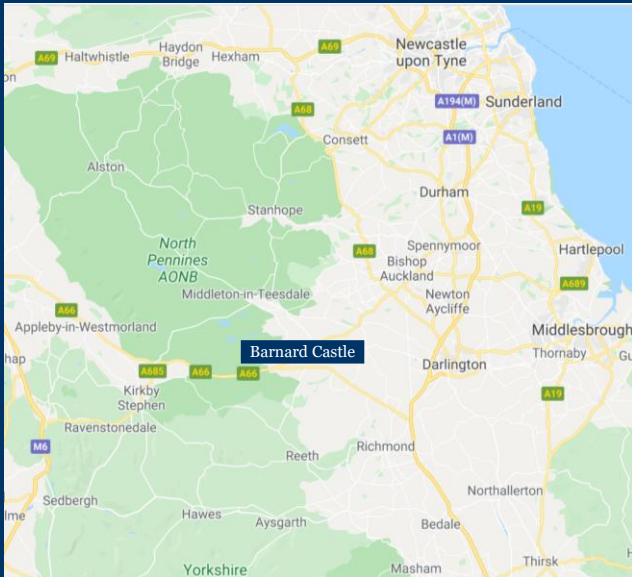 Newcastle
upon Tyne
Haydon
Bridge
Haltwhistle
Hexham
A69
A69
A194(M)
Sunderland
A68
A1(M)
Consett
Alston
Durham
Stanhope
A19
North
Pennines
AONB
A68
Spennymoor
Hartlepool
Bishop
Auckland
A689
Middleton-in-Teesdale
Newton
Aycliffe
A66
Appleby-in-Westmorland
Middlesbrough
Barnard Castle
Thornaby
Darlington
hap
A685
A66
A66
Kirkby
Stephen
A19
Ravenstonedale
M6
Richmond
Reeth
Northallerton
Sedbergh
Hawes
Aysgarth
Bedale
lme
Yorkshire
Masham
Thirsk